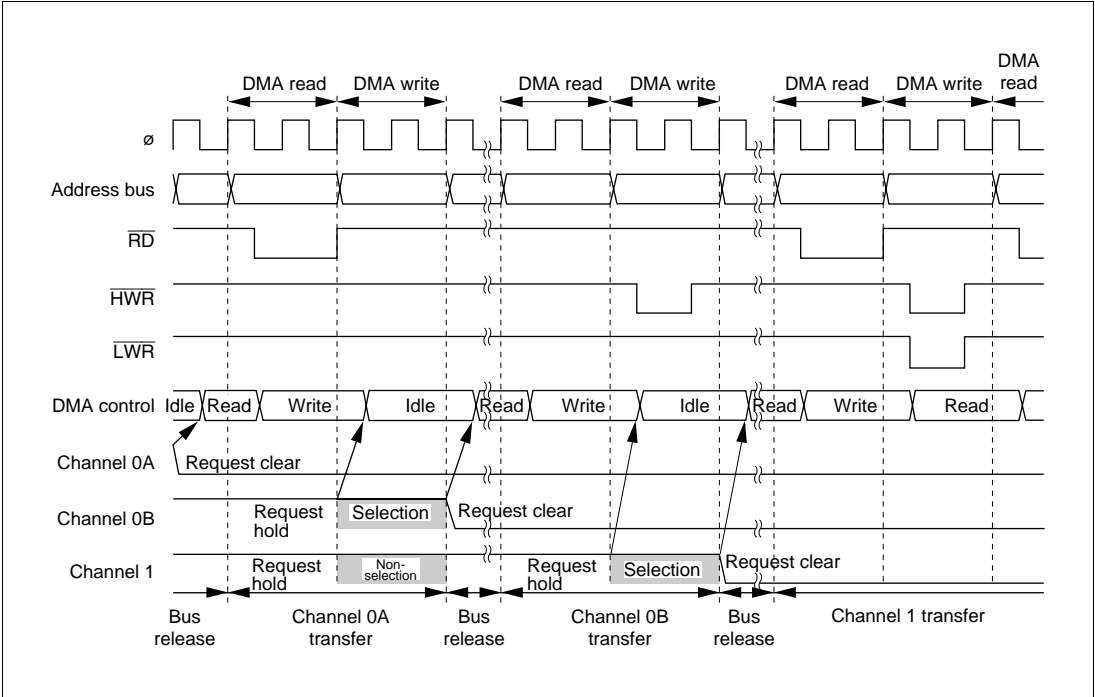 DMA read DMA write DMA read DMA write DMA read DMA write DMA
read
ø
Address bus
RD
HWR
LWR
DMA control Idle Read Write Idle Read Write Idle Read Write Read
Channel 0A Request clear
Channel 0B Request
hold Selection Request clear
Channel 1 Request
hold Non-
selection Request
hold Selection Request clear
Bus
release Channel 0A
transfer Bus
release Channel 0B
transfer Bus
release Channel 1 transfer